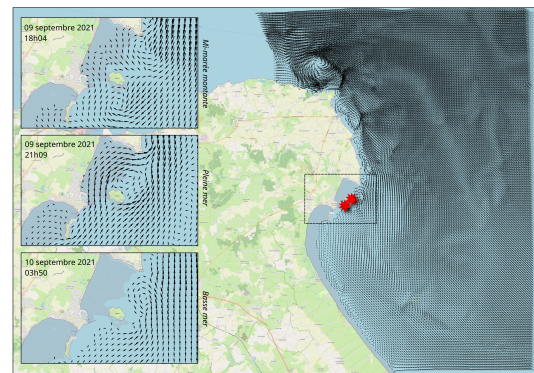 09 septembre 2021
18h04
Mi-marée montante
09 septembre 2021
21h09
Pleine mer
10 septembre 2021
03h50
Basse mer